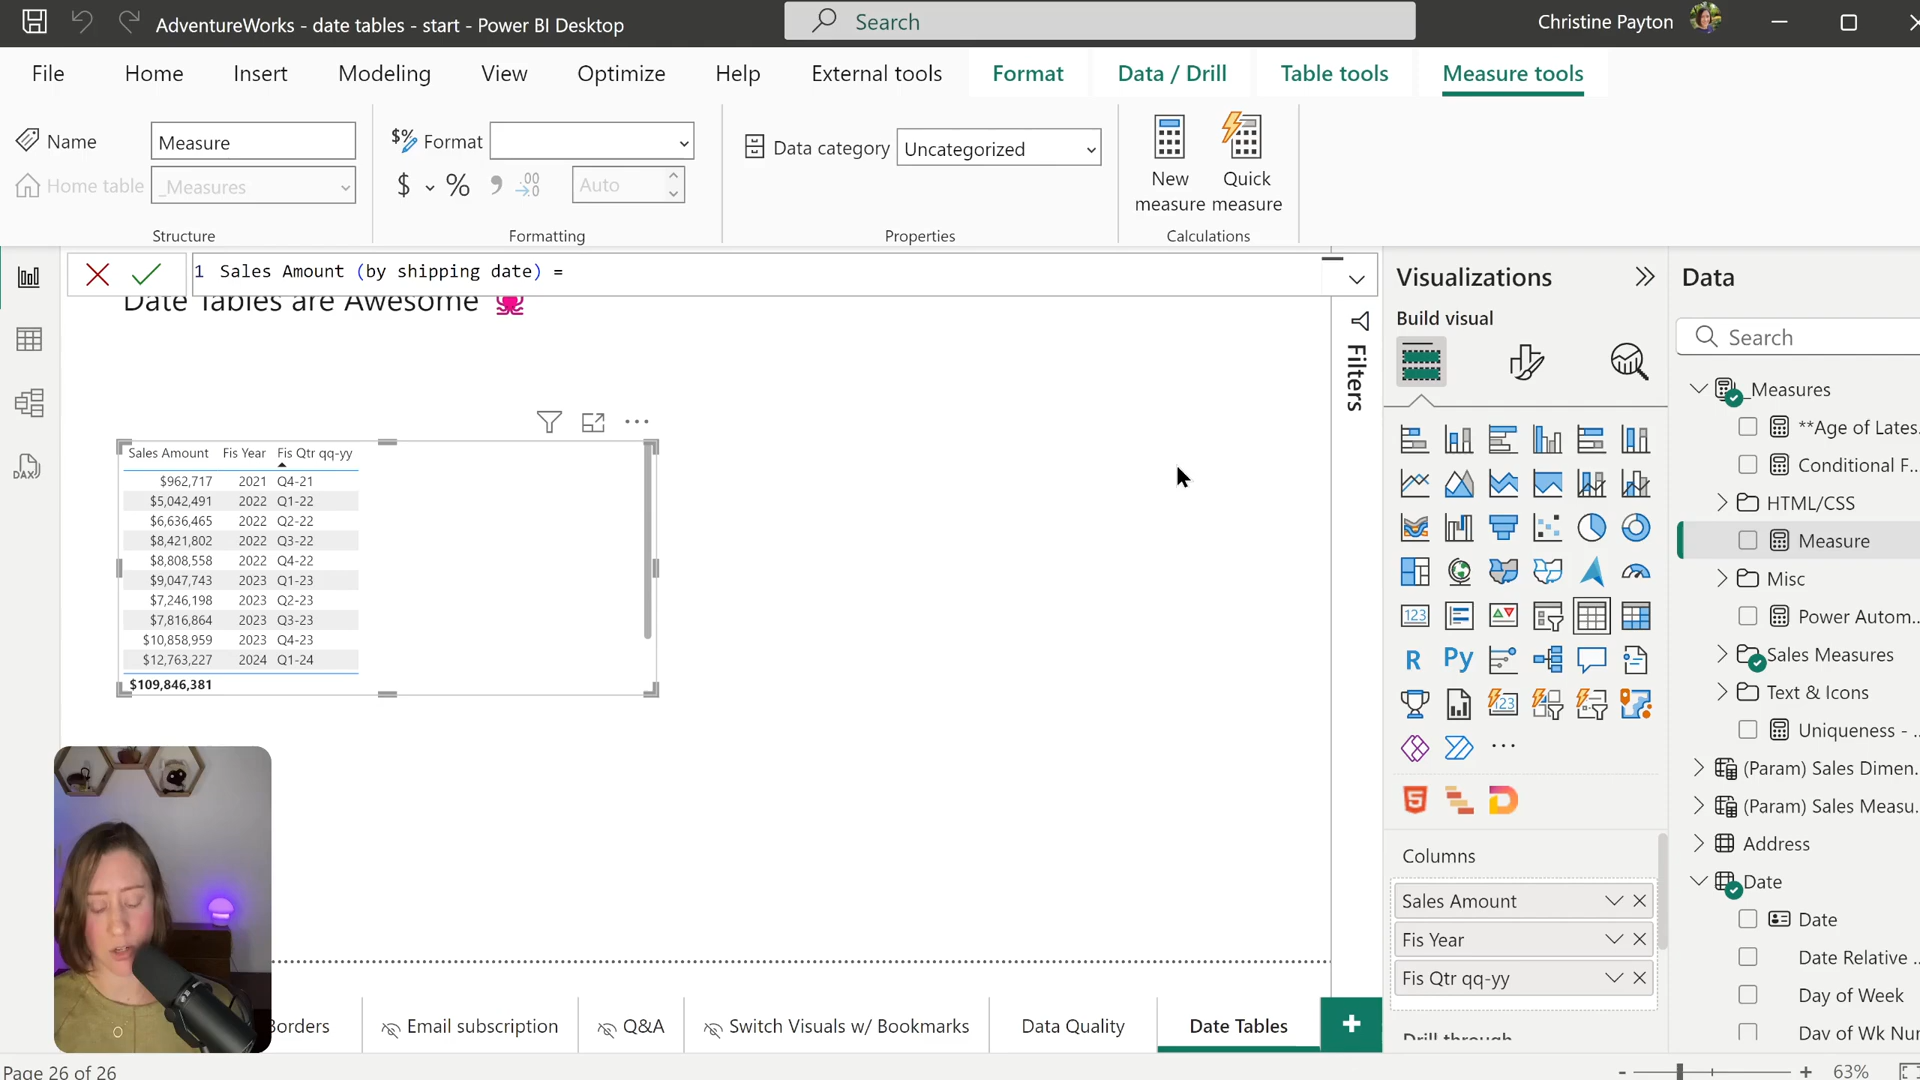 AdventureWorks - date tables - start - Power BI Desktop
Search
Christine Payton
File Home Insert Modeling View Optimize Help External tools Format Data / Drill Table tools Measure tools
Name Measure
Home table _Measures
Structure
$% Format
$ % .00 Auto
Formatting
Data category Uncategorized
Properties
New measure
Quick measure
Calculations
1 Sales Amount (by shipping date) =
Date Tables are Awesome
Sales Amount Fis Year Fis Qtr qq-yy
$962,717 2021 Q4-21
$5,042,491 2022 Q1-22
$6,636,465 2022 Q2-22
$8,421,802 2022 Q3-22
$8,808,558 2022 Q4-22
$9,047,743 2023 Q1-23
$7,246,198 2023 Q2-23
$7,816,864 2023 Q3-23
$10,858,959 2023 Q4-23
$12,763,227 2024 Q1-24
$109,846,381
DAX
Filters
Visualizations
Build visual
123
R Py
123
Columns
Sales Amount
Fis Year
Fis Qtr qq-yy
Drill through
Data
Search
_Measures
**Age of Lates...
Conditional F...
HTML/CSS
Measure
Misc
Power Autom...
Sales Measures
Text & Icons
Uniqueness - ...
(Param) Sales Dimen...
(Param) Sales Measu...
Address
Date
Date
Date Relative ...
Day of Week
Day of Wk Nu
Borders Email subscription Q&A Switch Visuals w/ Bookmarks Data Quality Date Tables +
Page 26 of 26
- + 63%